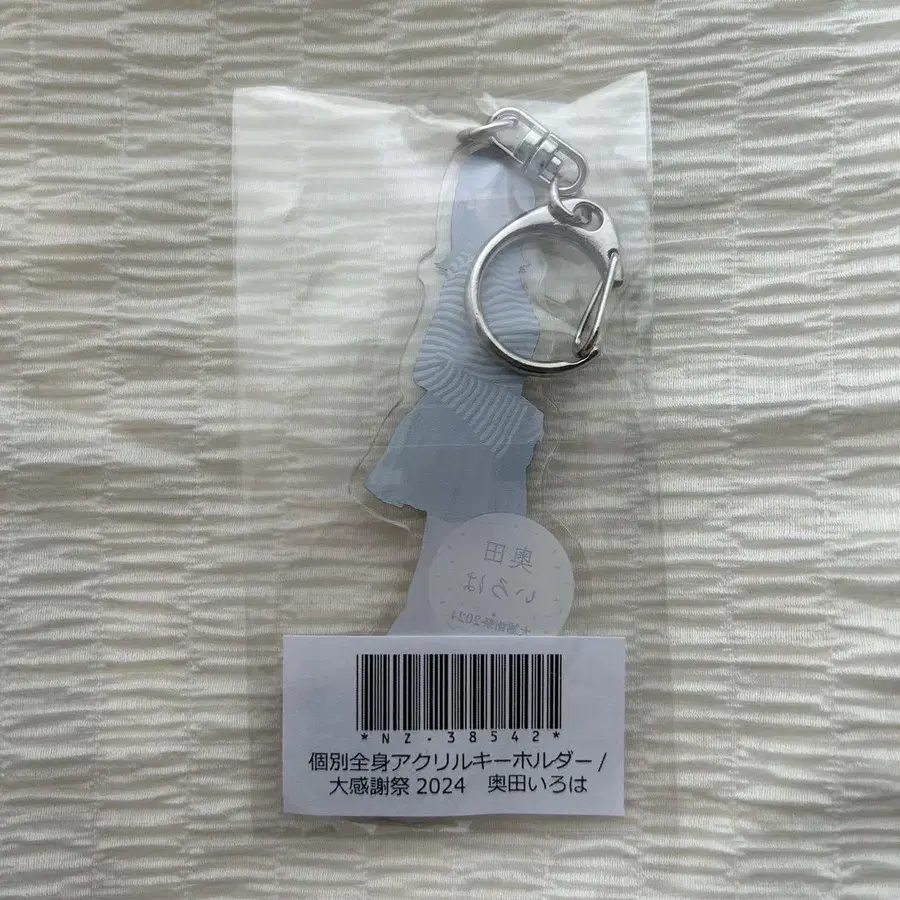 奥田
いろは
大感謝祭2024
*NZ-38542*
個別全身アクリルキーホルダー /
大感謝祭 2024　奥田いろは